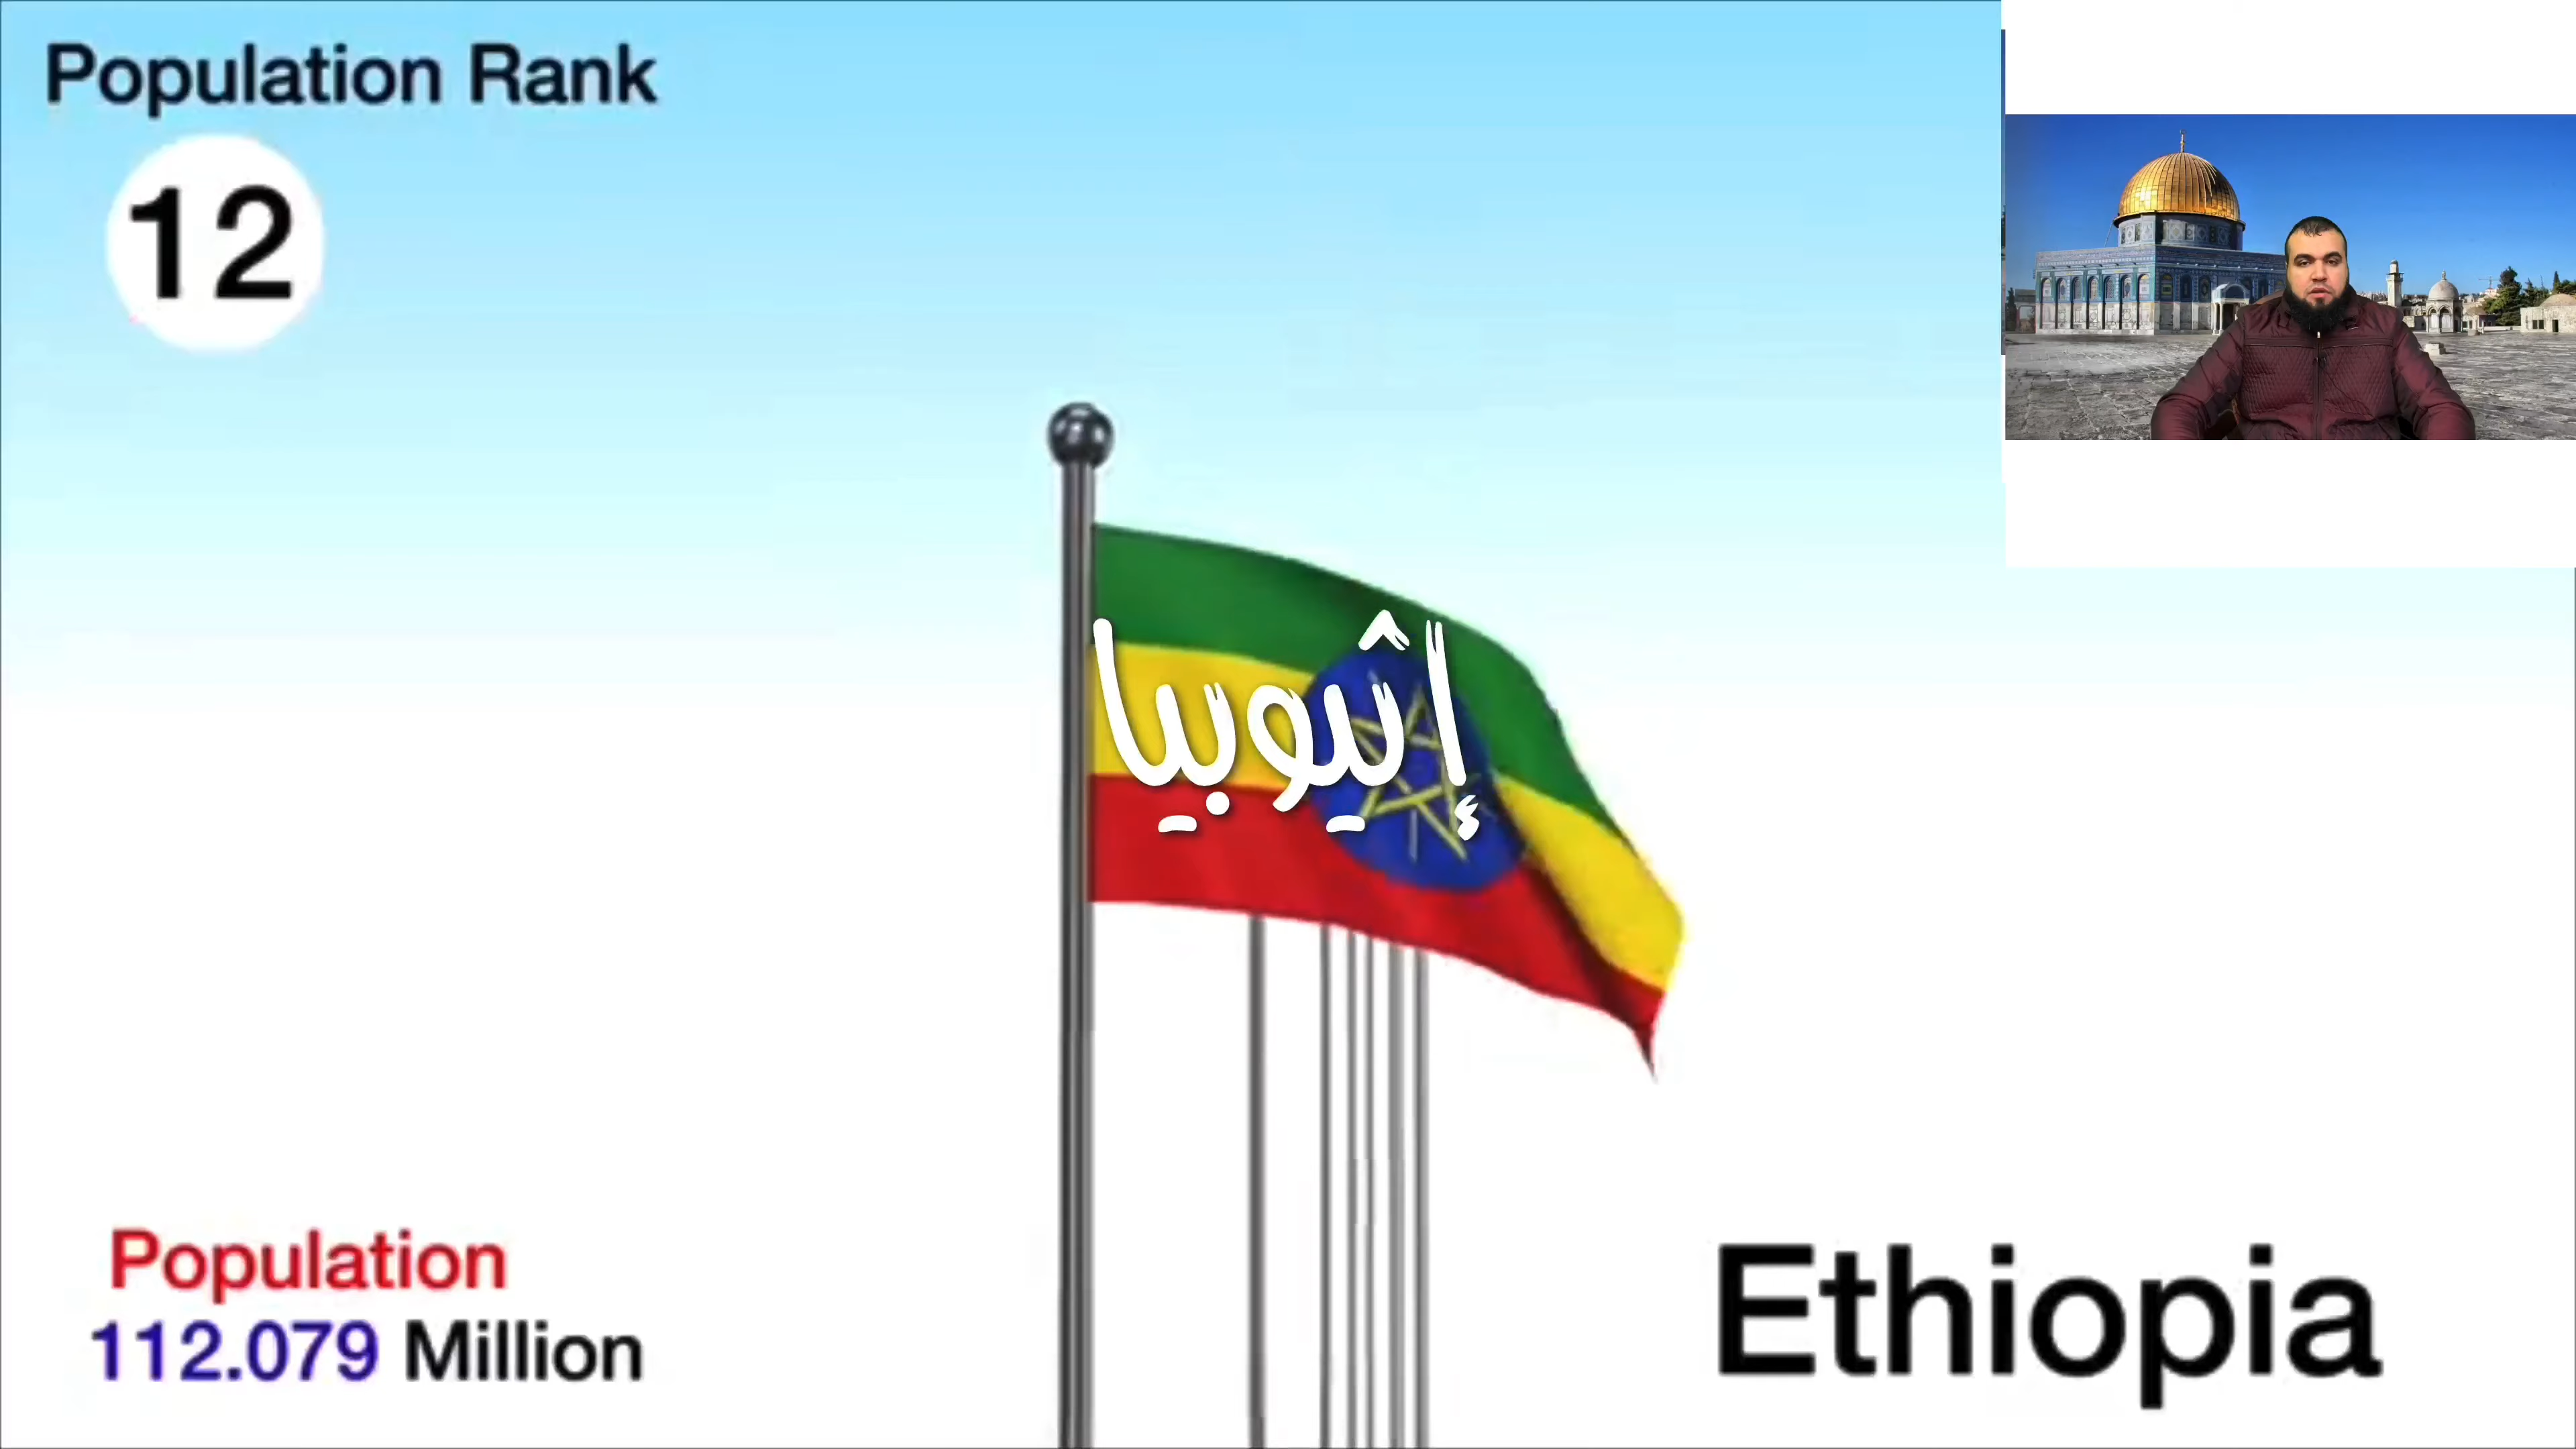 Population Rank
12
إثيوبيا
Population
112.079 Million
Ethiopia